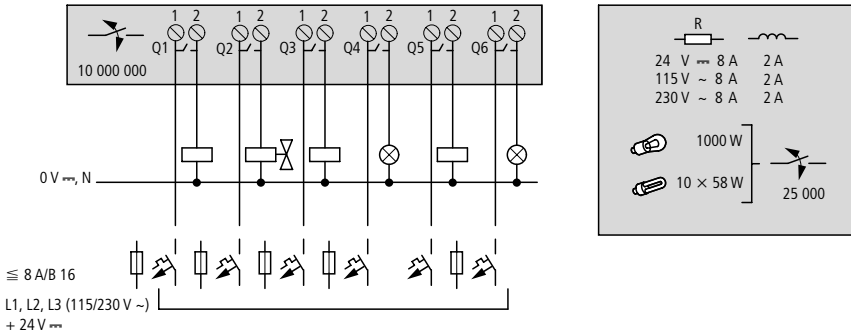 1 2 1 2 1 2 1 2 1 2 1 2
Q1 Q2 Q3 Q4 Q5 Q6
10 000 000
0 V ⎓, N
≦ 8 A/B 16
L1, L2, L3 (115/230 V ~)
+ 24 V ⎓
R
24 V ⎓ 8 A 2 A
115 V ~ 8 A 2 A
230 V ~ 8 A 2 A
1000 W
10 × 58 W
25 000